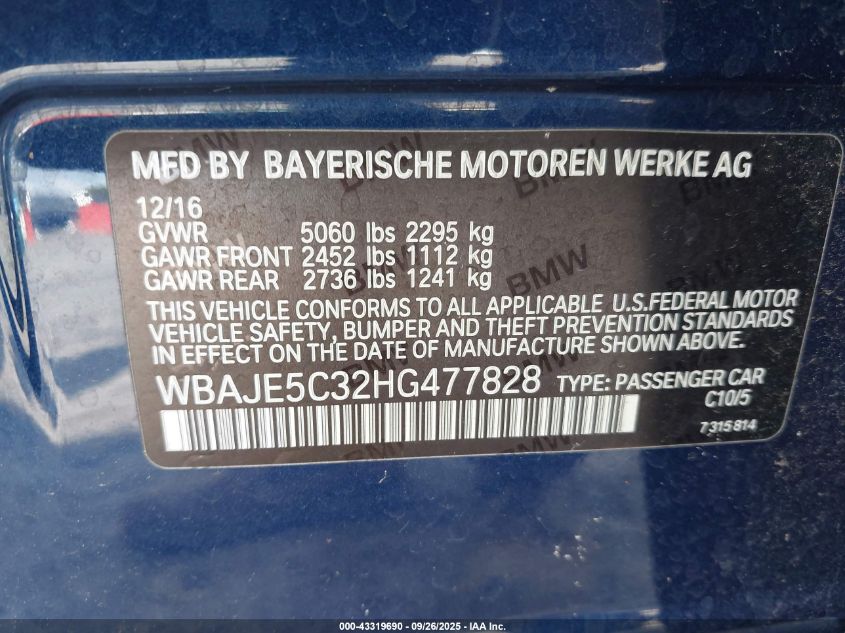 MFD BY BAYERISCHE MOTOREN WERKE AG
12/16
GVWR 5060 lbs 2295 kg
GAWR FRONT 2452 lbs 1112 kg
GAWR REAR 2736 lbs 1241 kg
THIS VEHICLE CONFORMS TO ALL APPLICABLE U.S.FEDERAL MOTOR
VEHICLE SAFETY, BUMPER AND THEFT PREVENTION STANDARDS
IN EFFECT ON THE DATE OF MANUFACTURE SHOWN ABOVE.
WBAJE5C32HG477828 TYPE: PASSENGER CAR
C10/5
7315814
000-43319690 - 09/26/2025 - IAA Inc.